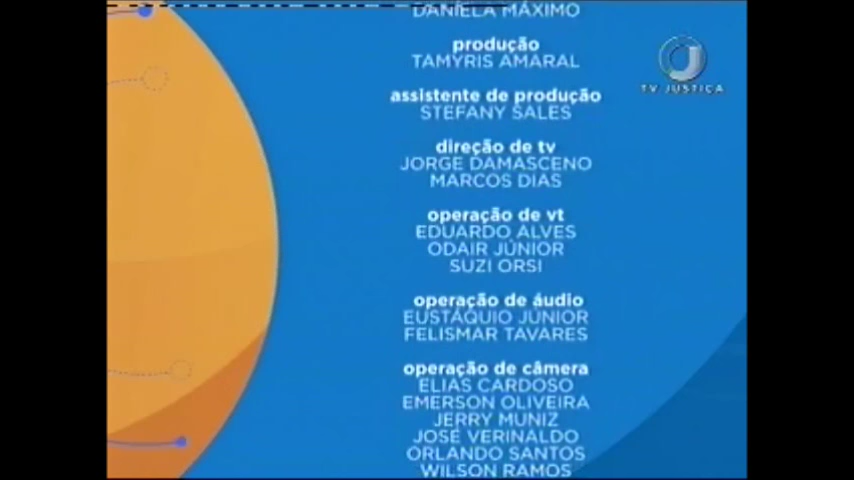 DANIELA MÁXIMO
produção
TAMYRIS AMARAL
TV JUSTIÇA
assistente de produção
STEFANY SALES
direção de tv
JORGE DAMASCENO
MARCOS DIAS
operação de vt
EDUARDO ALVES
ODAIR JÚNIOR
SUZI ORSI
operação de áudio
EUSTÁQUIO JÚNIOR
FELISMAR TAVARES
operação de câmera
ELIAS CARDOSO
EMERSON OLIVEIRA
JERRY MUNIZ
JOSÉ VERINALDO
ORLANDO SANTOS
WILSON RAMOS